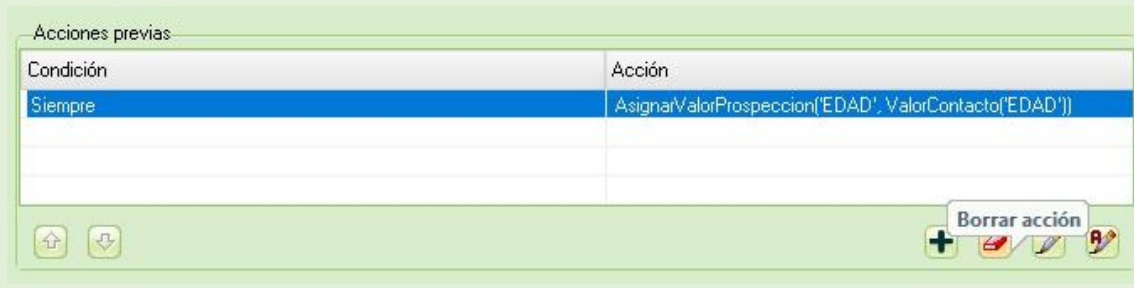 Acciones previas
Condición Acción
Siempre AsignarValorProspeccion('EDAD', ValorContacto('EDAD'))
Borrar acción